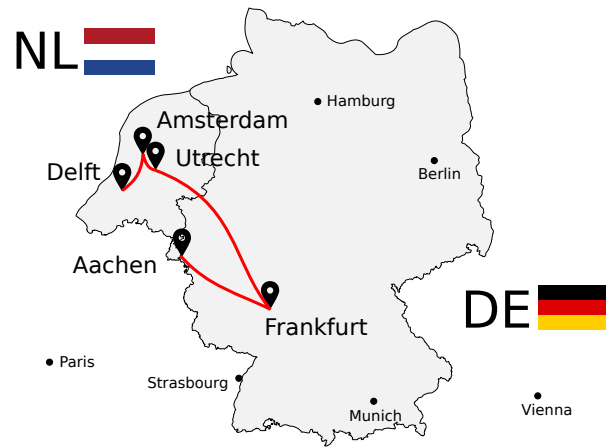 NL
Hamburg
Amsterdam
Utrecht
Delft
Berlin
Aachen
DE
Frankfurt
Paris
Strasbourg
Munich
Vienna